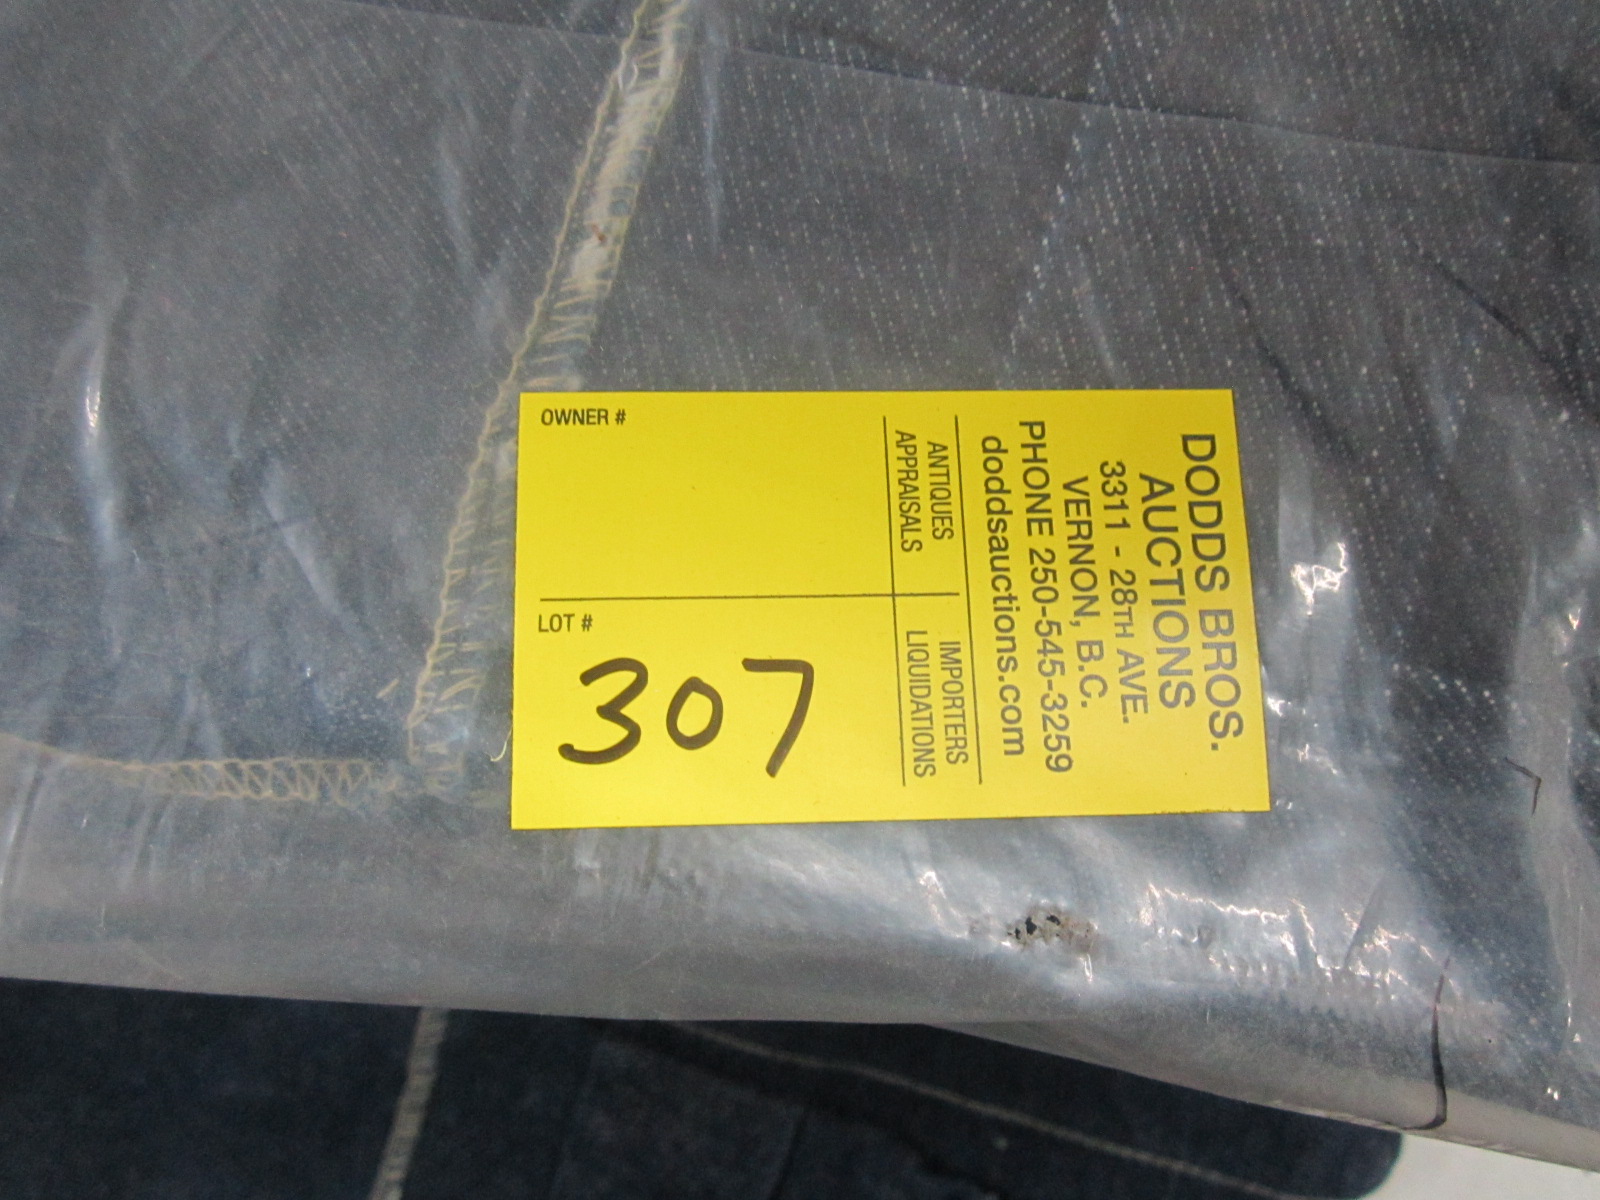 DODDS BROS.
AUCTIONS
3311 - 28TH AVE.
VERNON, B.C.
PHONE 250-545-3259
doddsauctions.com
ANTIQUES
APPRAISALS
IMPORTERS
LIQUIDATIONS
OWNER #
LOT #
307